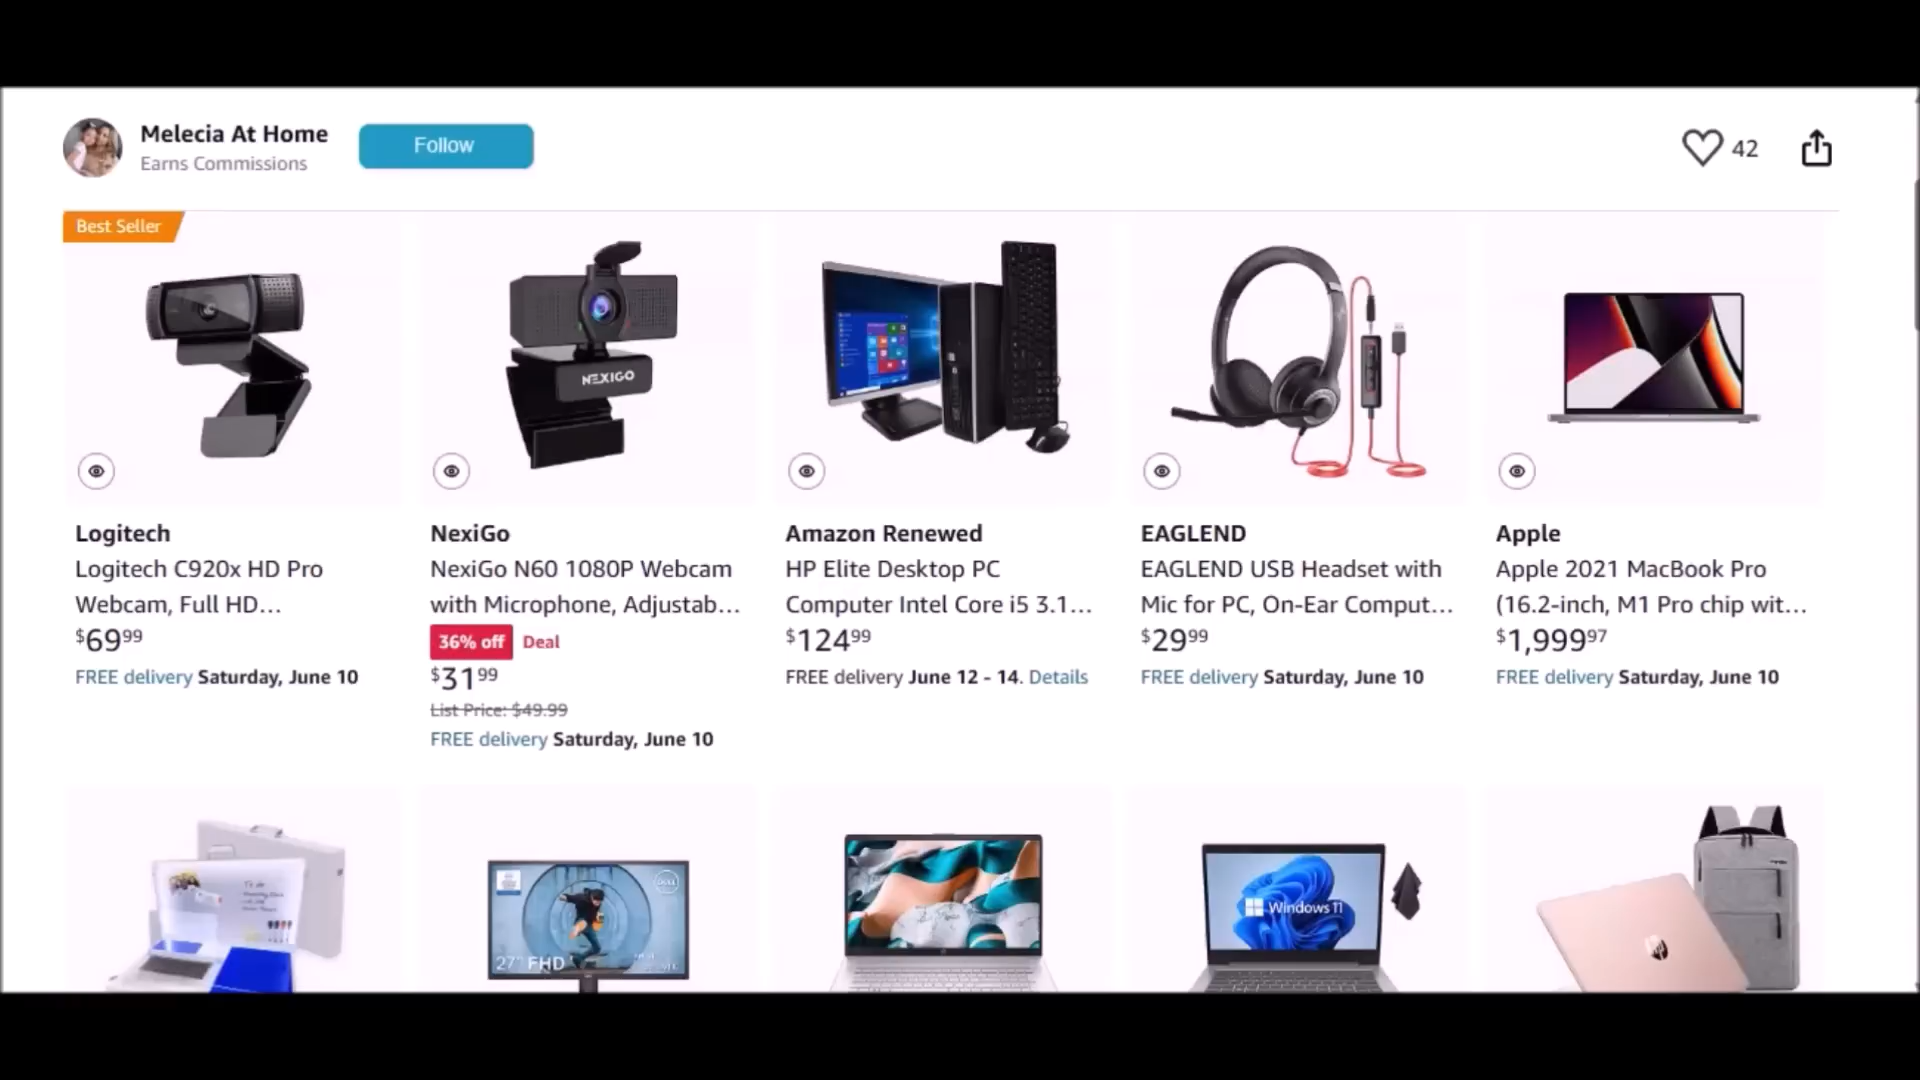 Melecia At Home
Earns Commissions
Follow
42
Best Seller
NEXIGO
Logitech
Logitech C920x HD Pro
Webcam, Full HD...
$69.99
FREE delivery Saturday, June 10
NexiGo
NexiGo N60 1080P Webcam
with Microphone, Adjustab...
36% off Deal
$31.99
List Price: $49.99
FREE delivery Saturday, June 10
Amazon Renewed
HP Elite Desktop PC
Computer Intel Core i5 3.1...
$124.99
FREE delivery June 12 - 14. Details
EAGLEND
EAGLEND USB Headset with
Mic for PC, On-Ear Comput...
$29.99
FREE delivery Saturday, June 10
Apple
Apple 2021 MacBook Pro
(16.2-inch, M1 Pro chip wit...
$1,999.97
FREE delivery Saturday, June 10
To do
DELL
27" FHD
Windows 11
hp